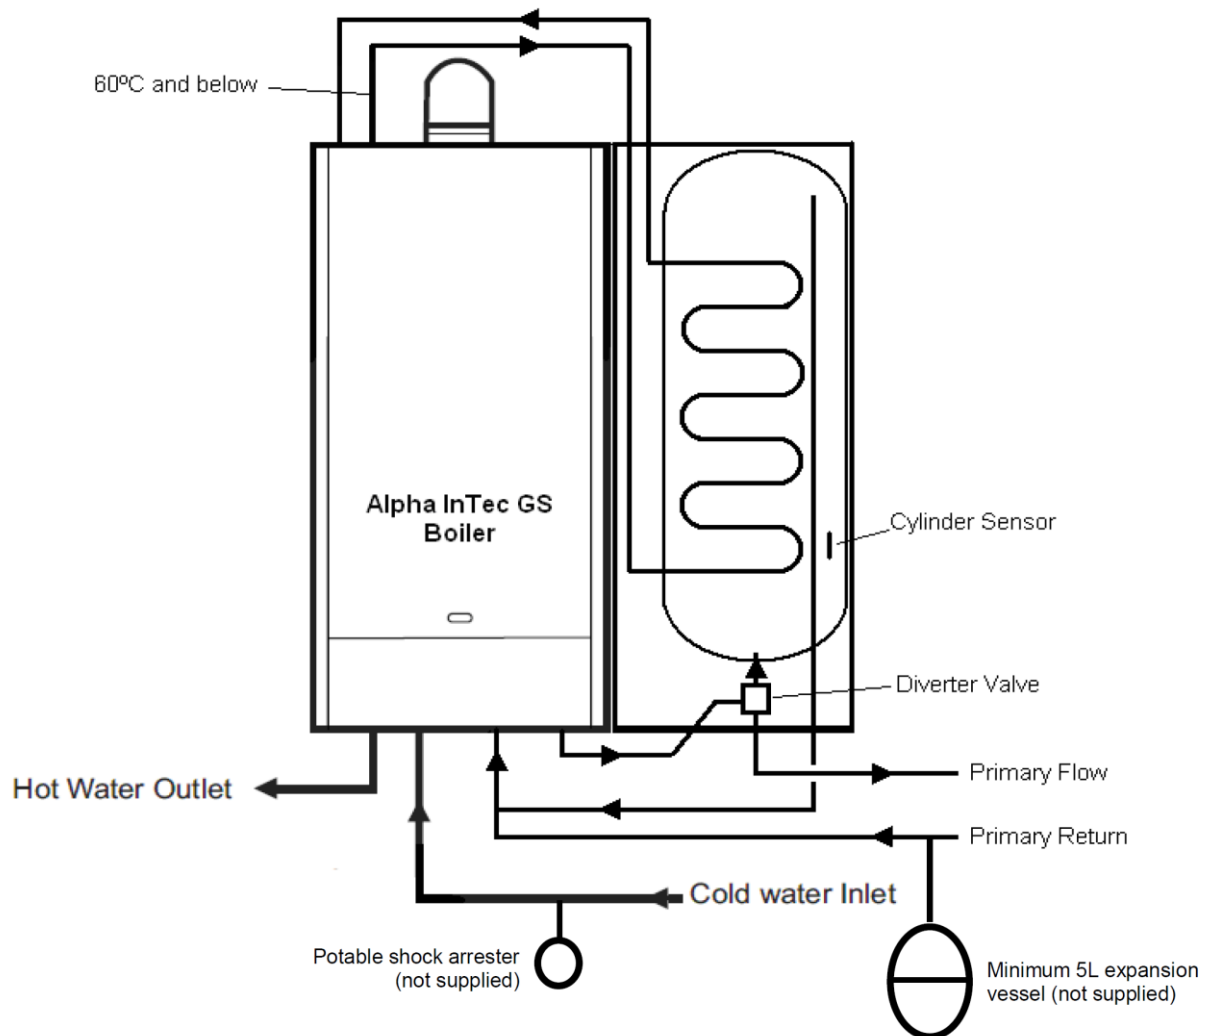 60ºC and below
Alpha InTec GS
Boiler
Cylinder Sensor
Diverter Valve
Hot Water Outlet
Primary Flow
Primary Return
Cold water Inlet
Potable shock arrester
(not supplied)
Minimum 5L expansion
vessel (not supplied)